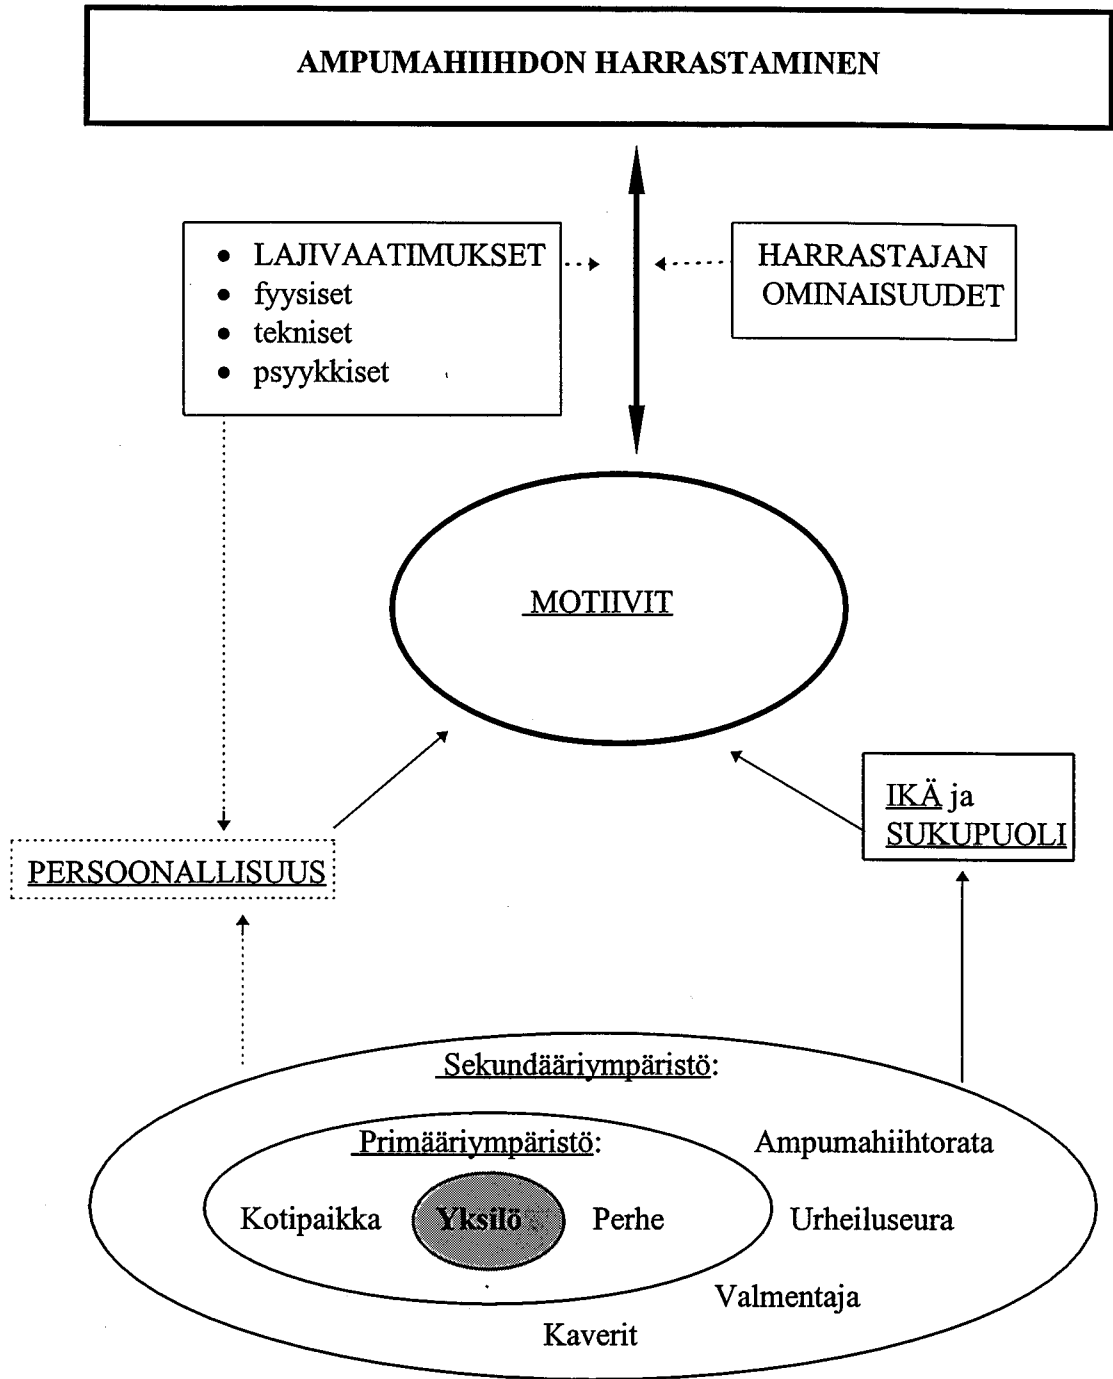 AMPUMAHIIHDON HARRASTAMINEN
• LAJIVAATIMUKSET
• fyysiset
• tekniset
• psyykkiset
HARRASTAJAN
OMINAISUUDET
MOTIIVIT
PERSOONALLISUUS
IKÄ ja
SUKUPUOLI
Sekundääriympäristö:
Primääriympäristö:
Ampumahiihtorata
Kotipaikka
Yksilö
Perhe
Urheiluseura
Valmentaja
Kaverit